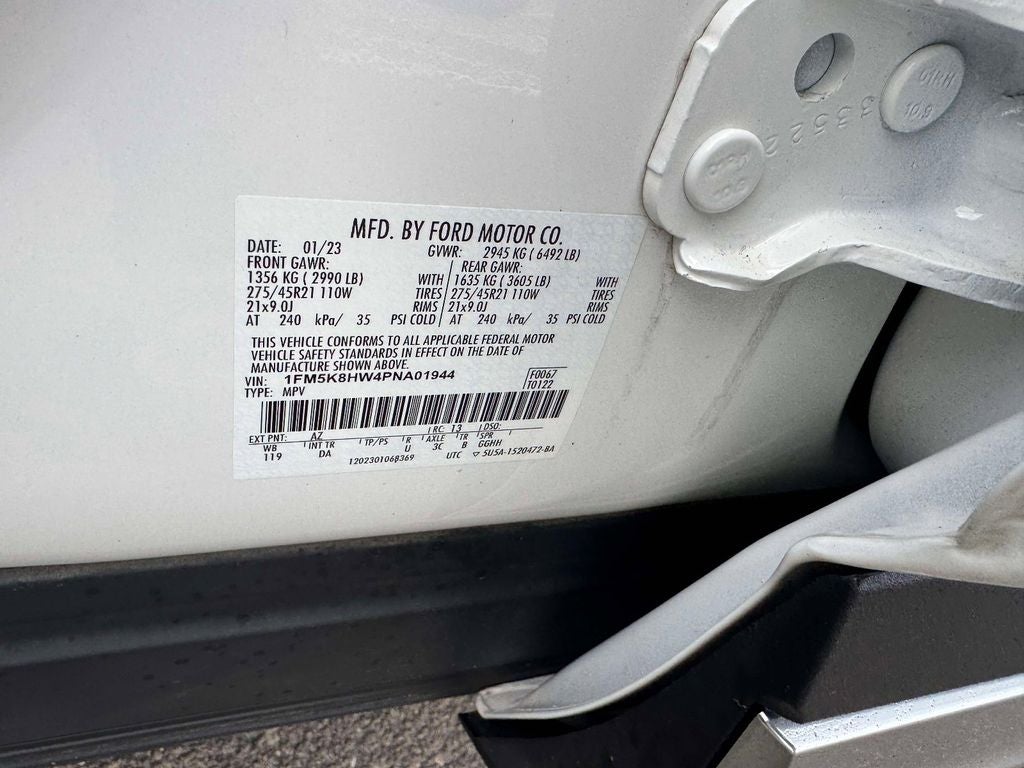 MFD. BY FORD MOTOR CO.
DATE: 01/23 GVWR: 2945 KG ( 6492 LB)
FRONT GAWR: REAR GAWR:
1356 KG ( 2990 LB) WITH 1635 KG ( 3605 LB) WITH
275/45R21 110W TIRES 275/45R21 110W TIRES
21x9.0J RIMS 21x9.0J RIMS
AT 240 kPa/ 35 PSI COLD AT 240 kPa/ 35 PSI COLD
THIS VEHICLE CONFORMS TO ALL APPLICABLE FEDERAL MOTOR
VEHICLE SAFETY STANDARDS IN EFFECT ON THE DATE OF
MANUFACTURE SHOWN ABOVE.
VIN: 1FM5K8HW4PNA01944 F0067
TYPE: MPV T0122
EXT PNT: AZ RC: 13 DSO:
WB INT TR TP/PS R AXLE TR SPR
119 DA U 3C B GGHH
1202301068369 UTC ▽ 5U5A-1520472-BA
33522